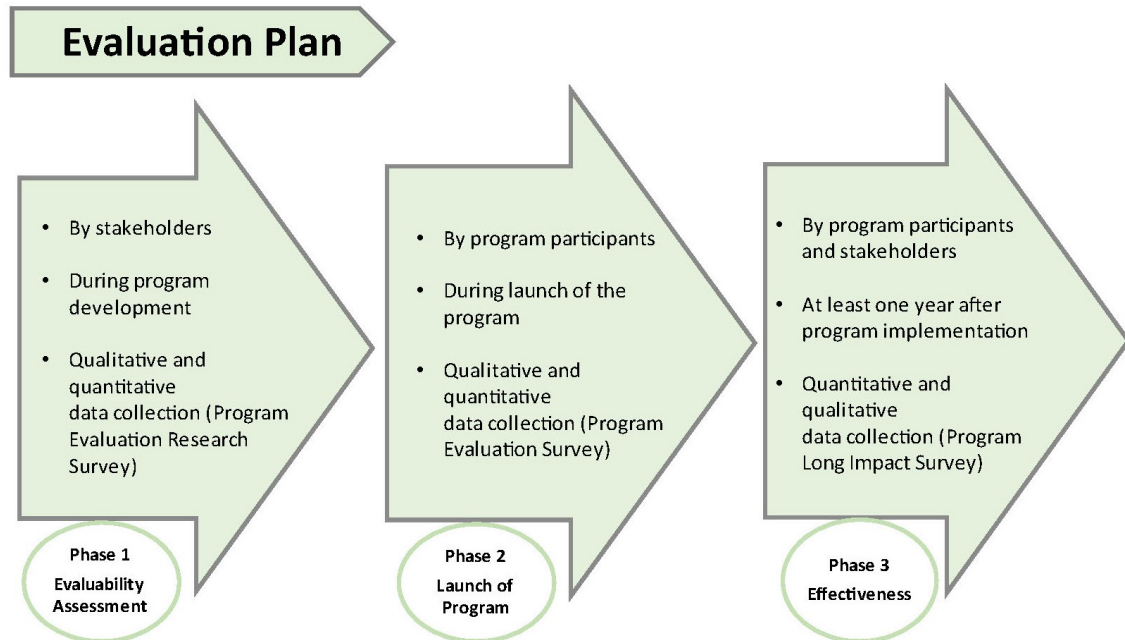 Evaluation Plan
• By stakeholders
• During program
development
• Qualitative and
quantitative
data collection (Program
Evaluation Research
Survey)
Phase 1
Evaluability
Assessment
• By program participants
• During launch of the
program
• Qualitative and
quantitative
data collection (Program
Evaluation Survey)
Phase 2
Launch of
Program
• By program participants
and stakeholders
• At least one year after
program implementation
• Quantitative and
qualitative
data collection (Program
Long Impact Survey)
Phase 3
Effectiveness